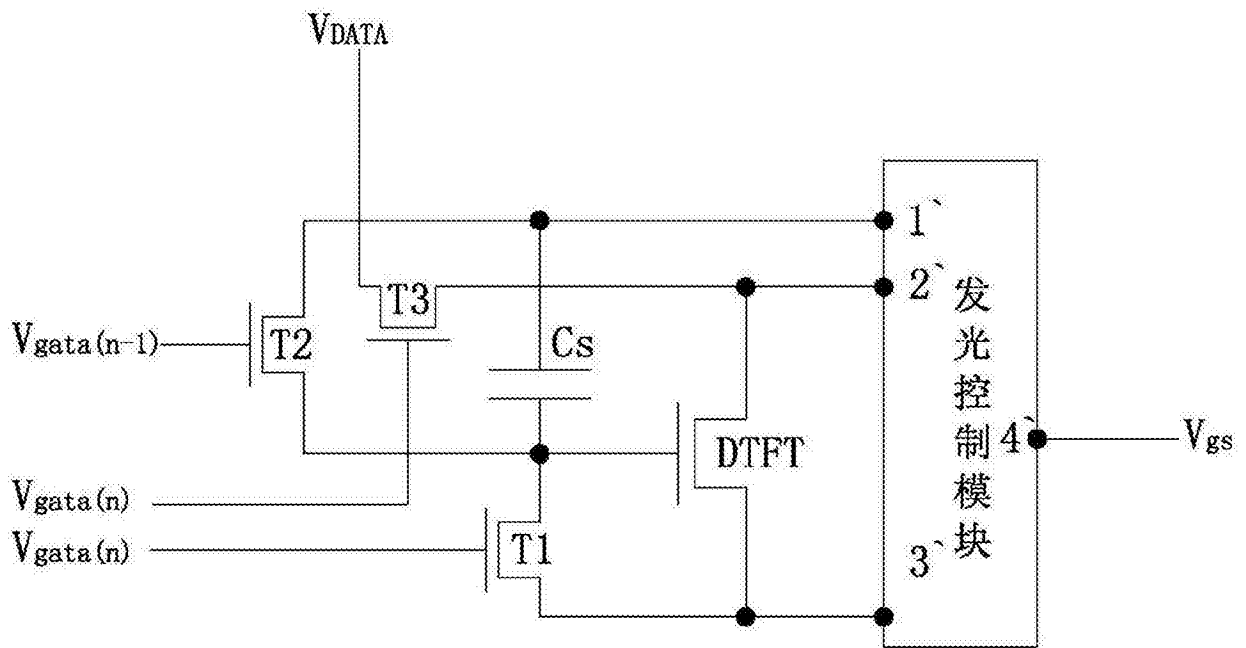 VDATA
1`
T3
2`
Vgata(n-1)
T2
Cs
发光控制模块
4`
Vgs
DTFT
Vgata(n)
Vgata(n)
T1
3`